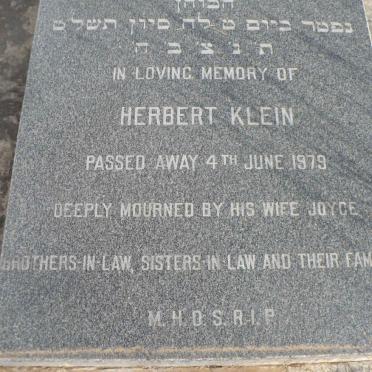 נפטר ביום ט לח סיון תשל"ט
ת נ צ ב ה
IN LOVING MEMORY OF
HERBERT KLEIN
PASSED AWAY 4TH JUNE 1979
DEEPLY MOURNED BY HIS WIFE JOYCE
BROTHERS-IN-LAW, SISTERS-IN LAW AND THEIR FAM
M.H.D.S.R.I.P.